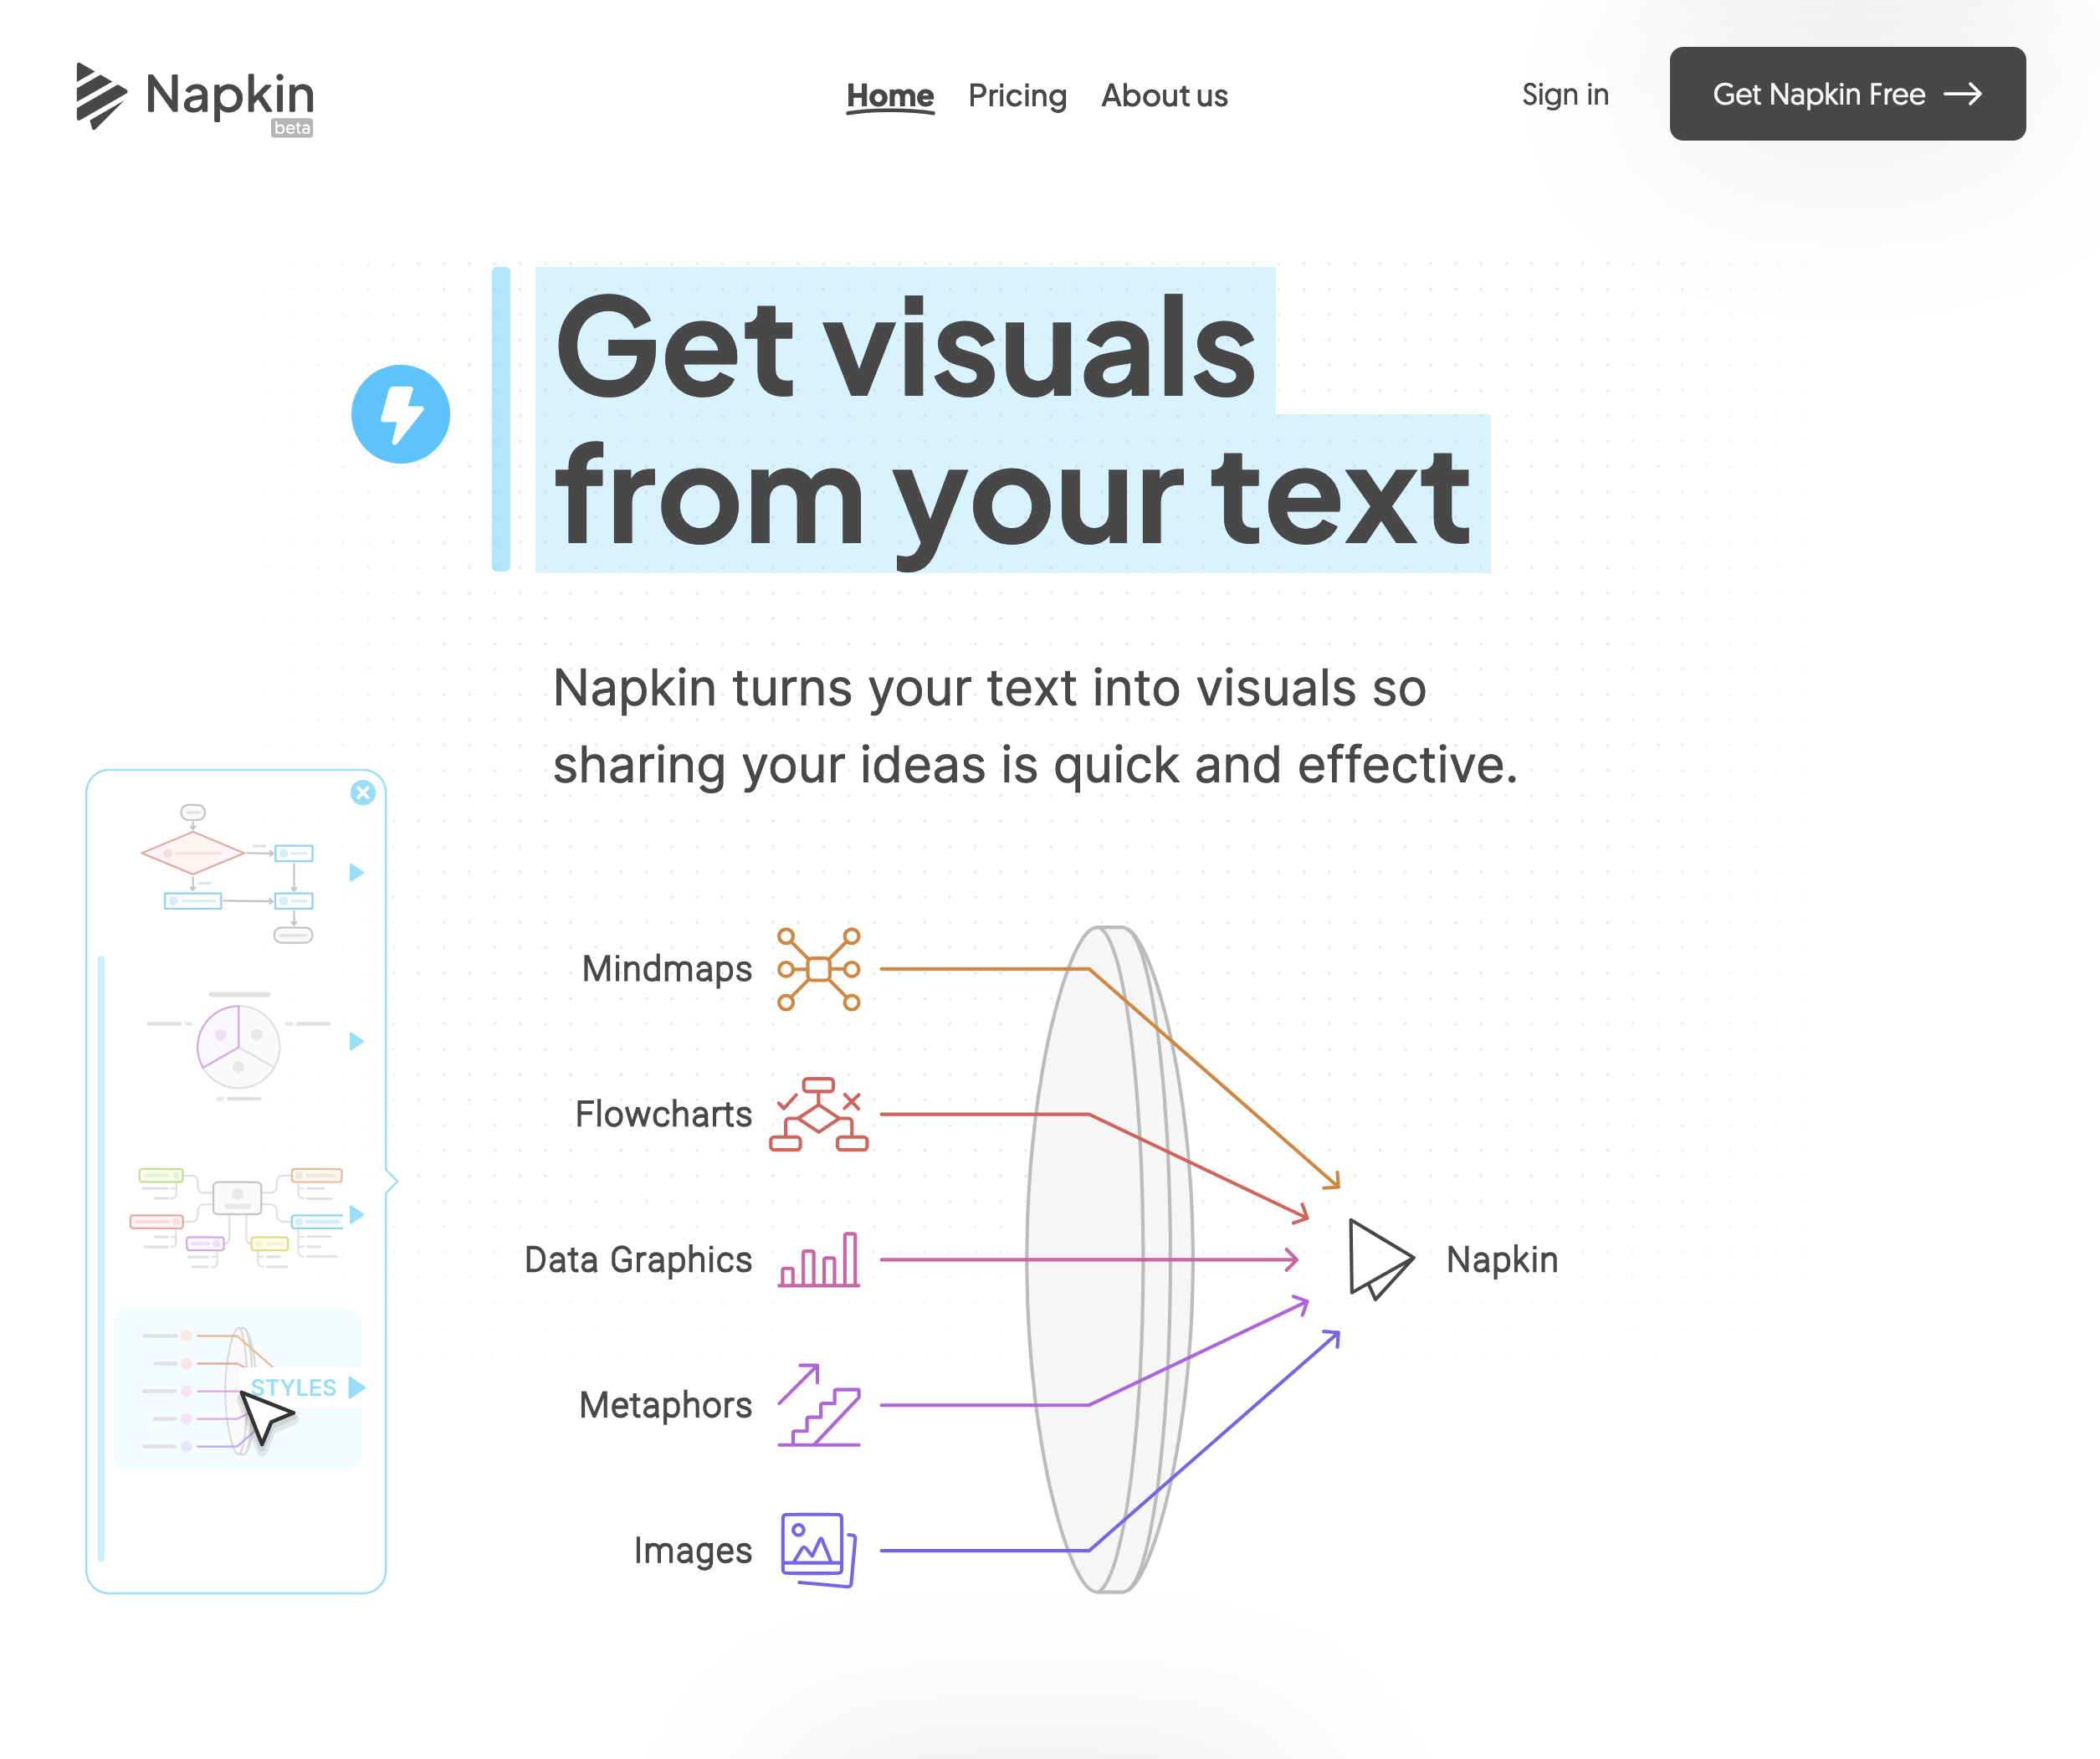 Napkin
beta
Home Pricing About us
Sign in
Get Napkin Free
Get visuals
from your text
Napkin turns your text into visuals so
sharing your ideas is quick and effective.
STYLES
Mindmaps
Flowcharts
Data Graphics
Metaphors
Images
Napkin